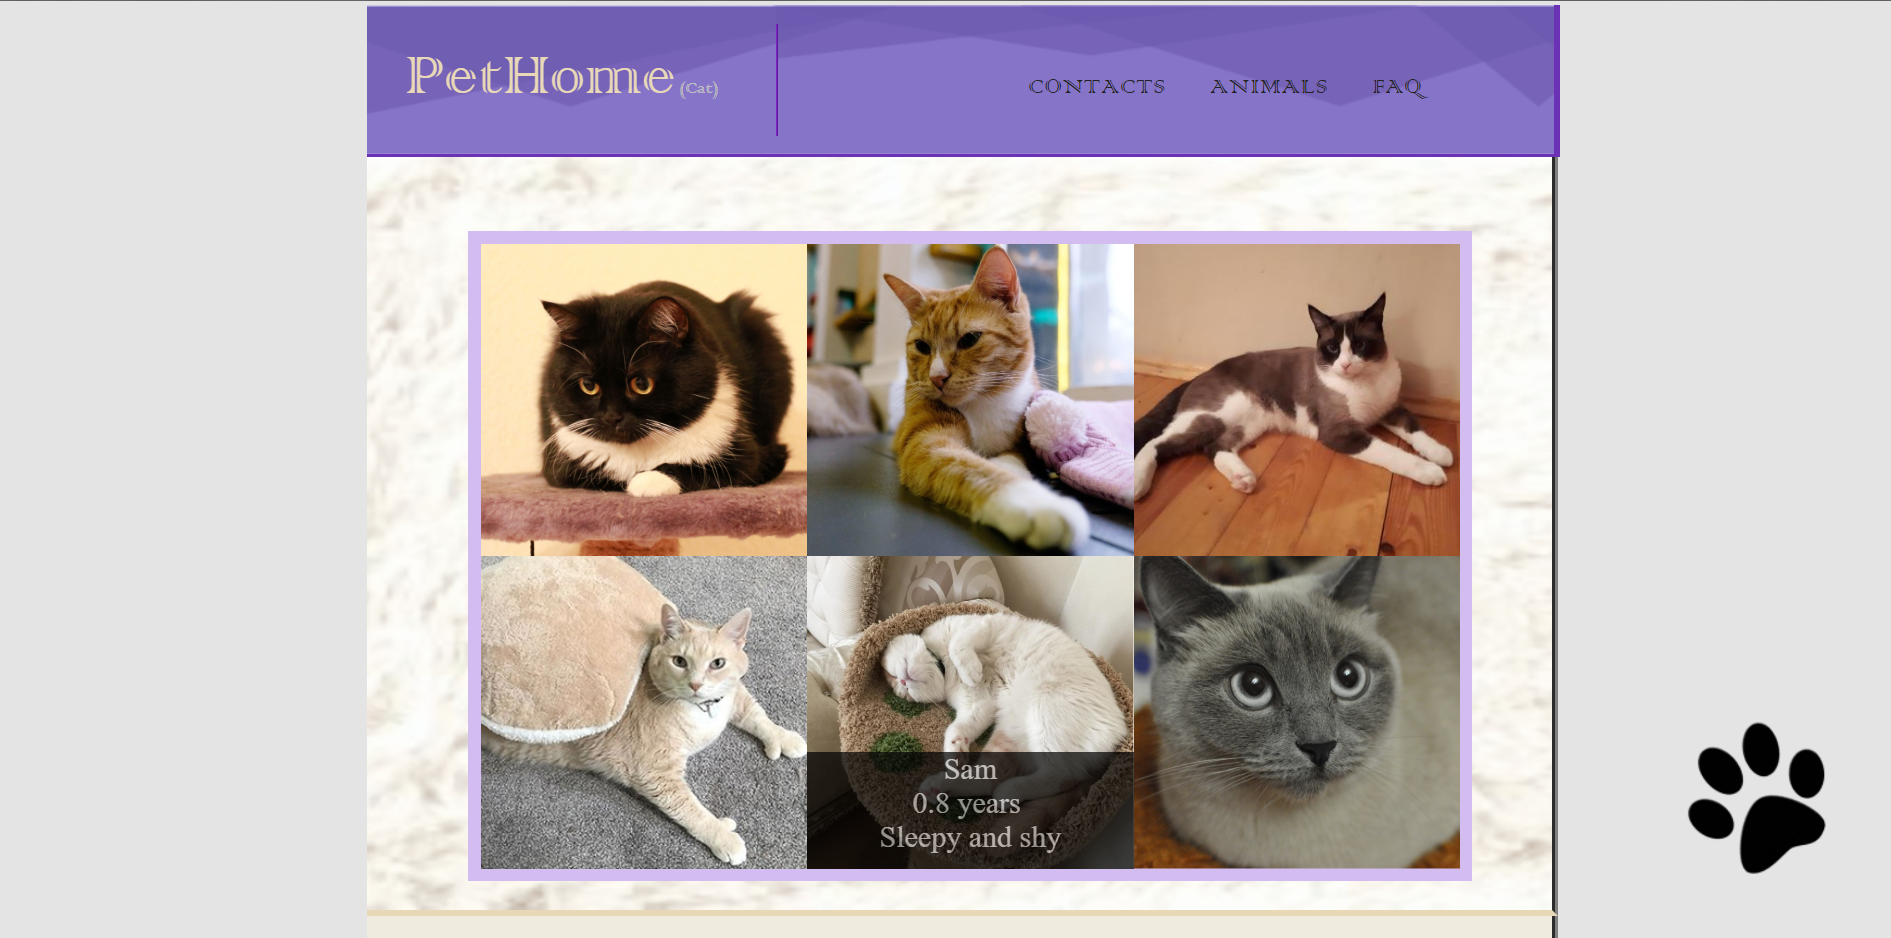 PetHome (Cat)
CONTACTS ANIMALS FAQ
Sam
0.8 years
Sleepy and shy